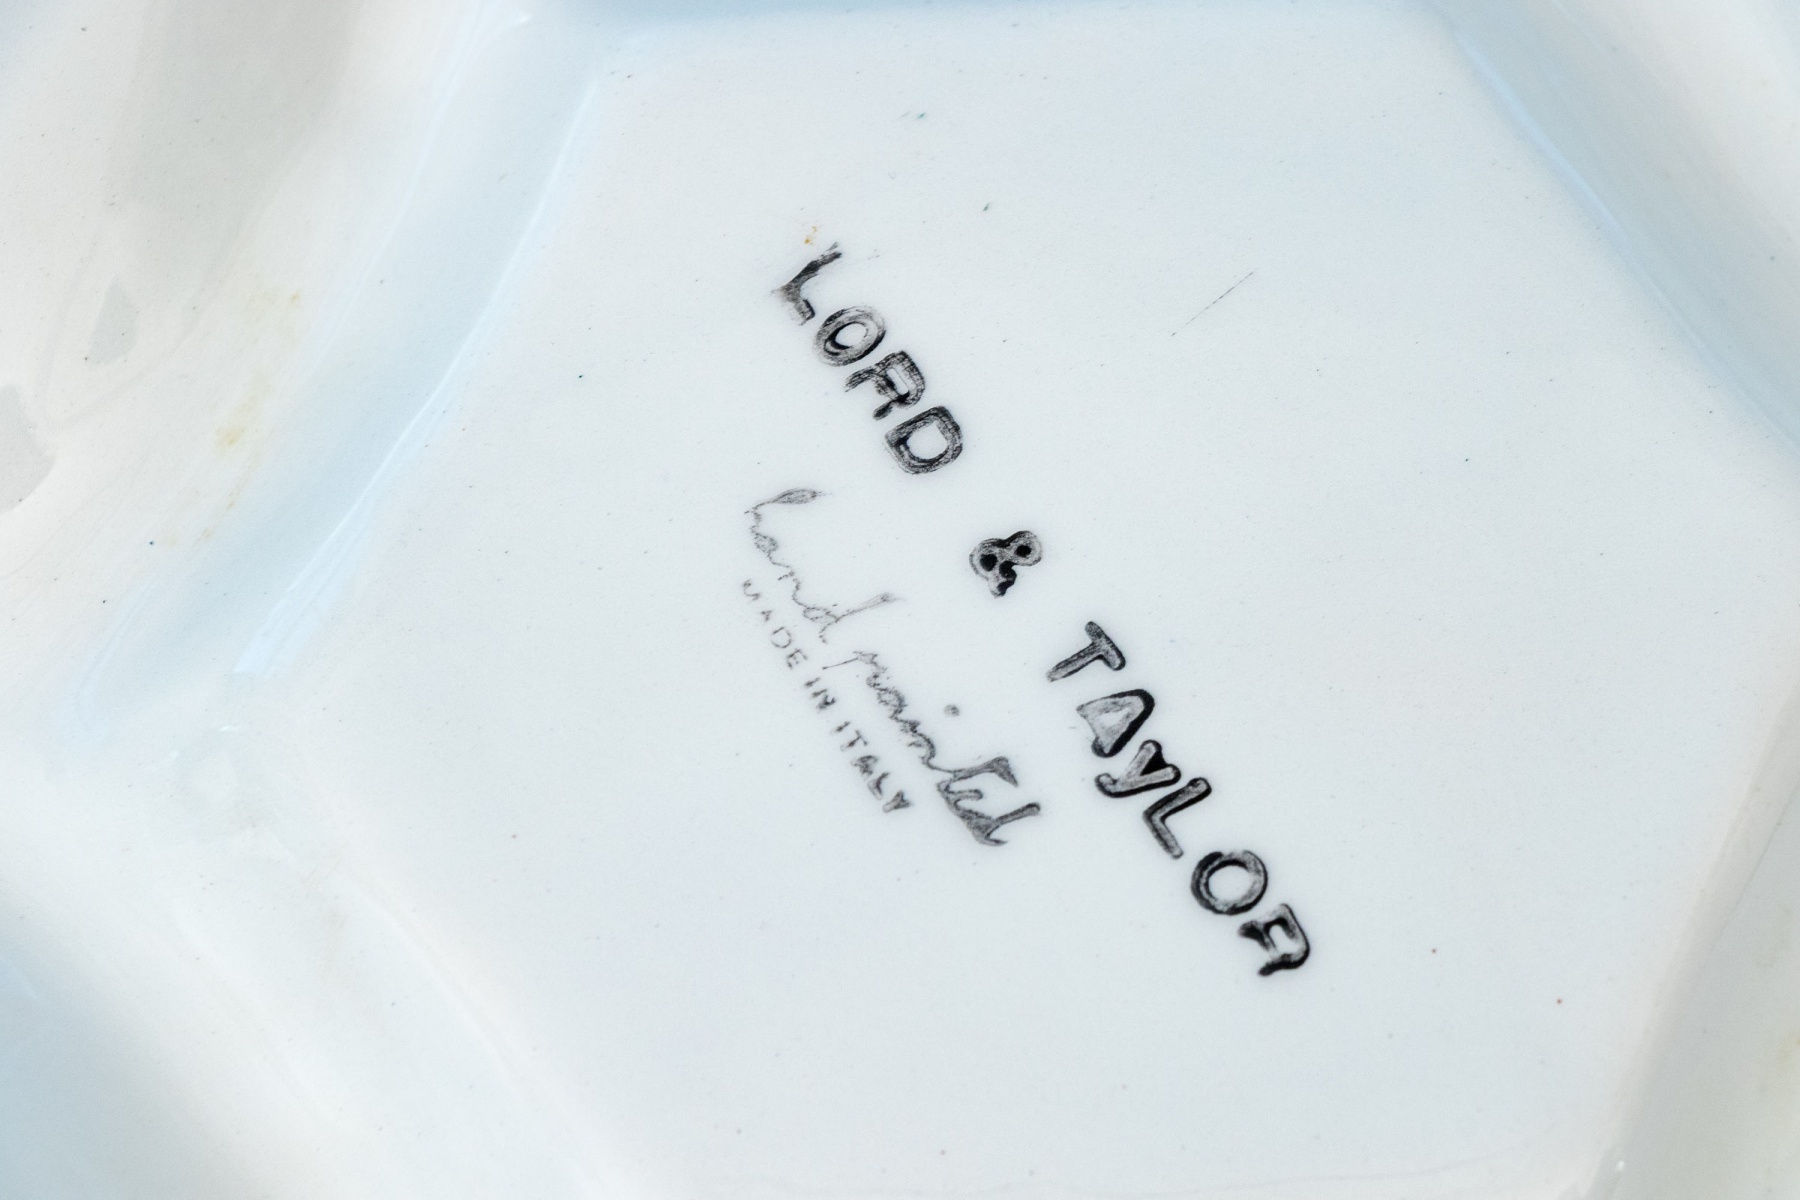 LORD & TAyLOR
hand painted
MADE IN ITALY